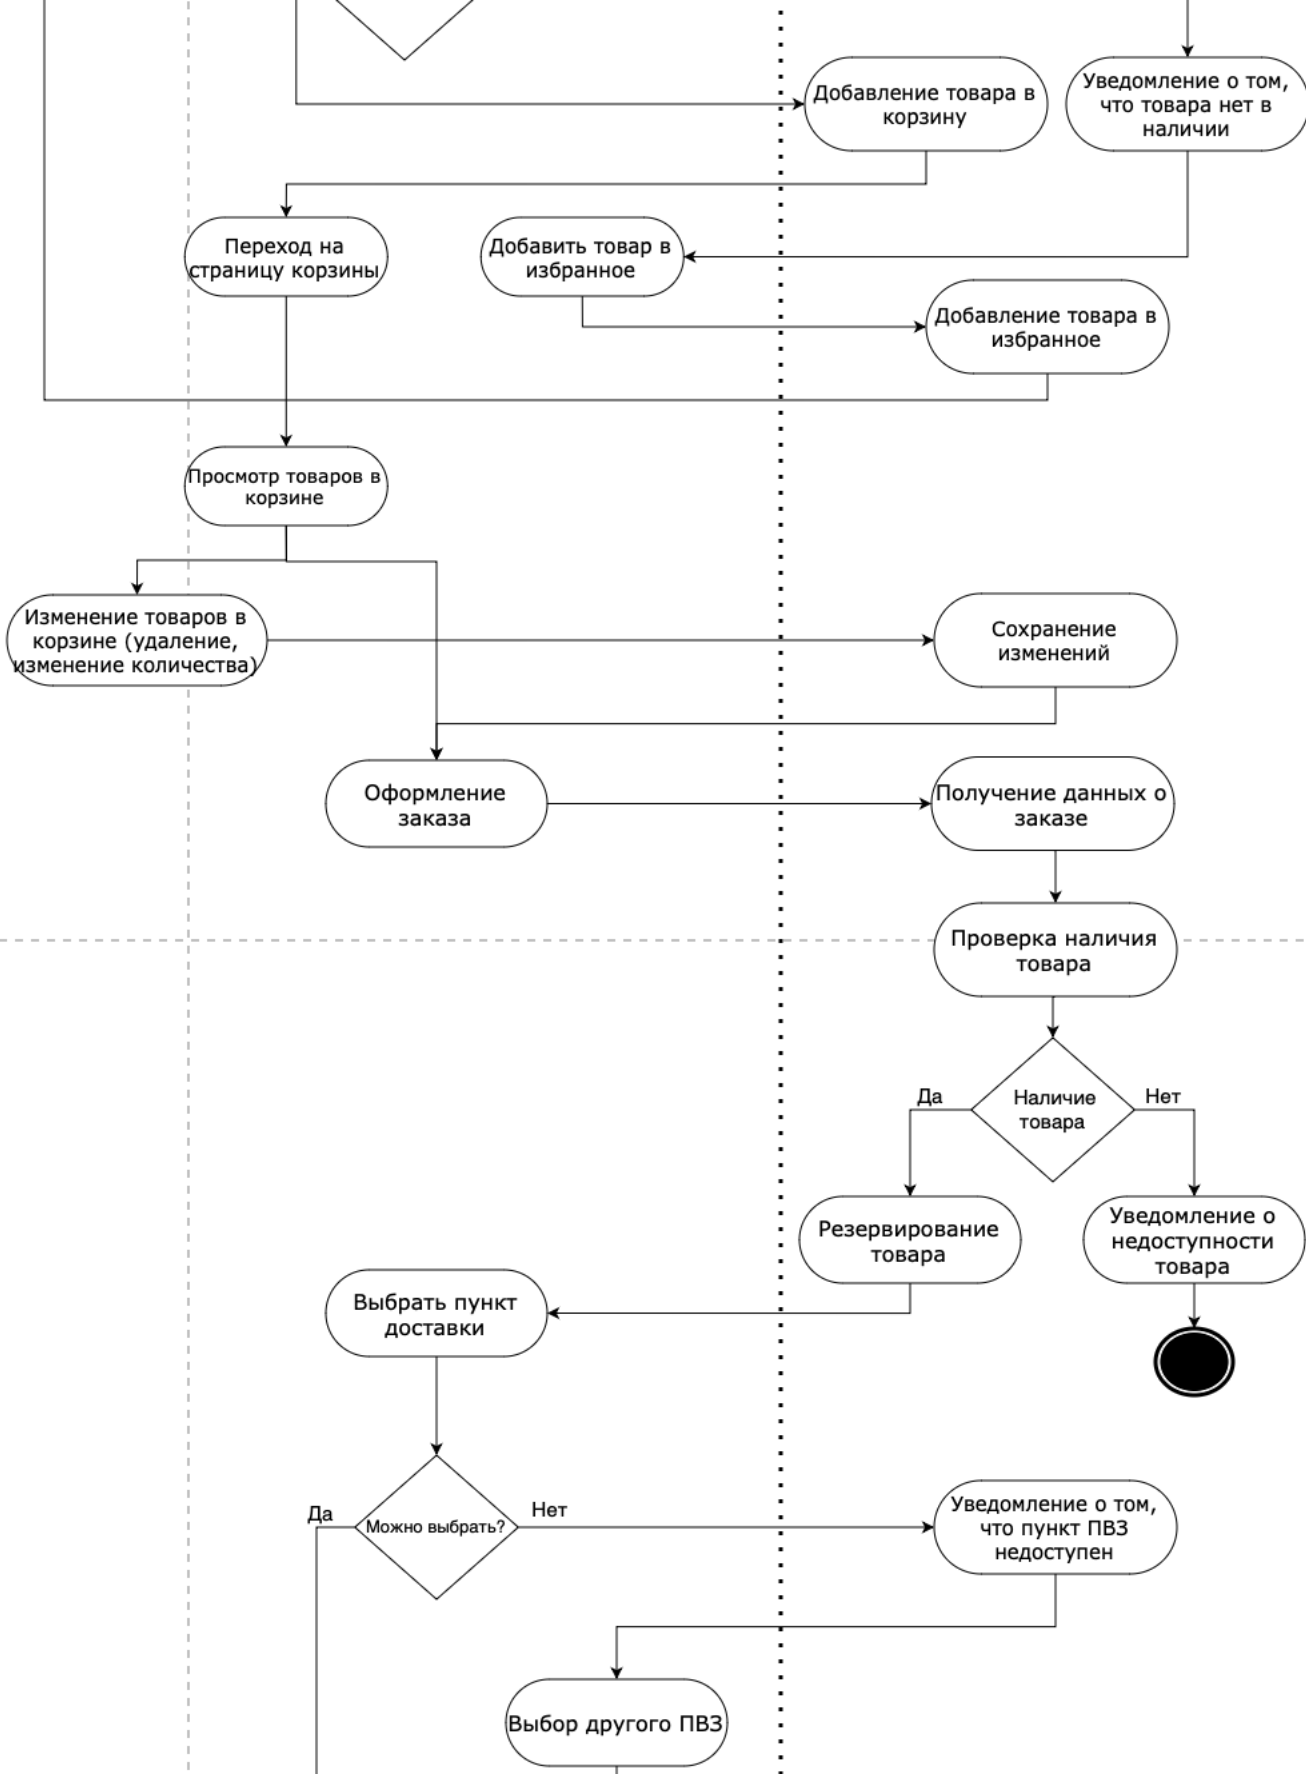 Добавление товара в
корзину
Уведомление о том,
что товара нет в
наличии
Переход на
страницу корзины
Добавить товар в
избранное
Добавление товара в
избранное
Просмотр товаров в
корзине
Изменение товаров в
корзине (удаление,
изменение количества)
Сохранение
изменений
Оформление
заказа
Получение данных о
заказе
Проверка наличия
товара
Да
Наличие
товара
Нет
Резервирование
товара
Уведомление о
недоступности
товара
Выбрать пункт
доставки
Да
Можно выбрать?
Нет
Уведомление о том,
что пункт ПВЗ
недоступен
Выбор другого ПВЗ